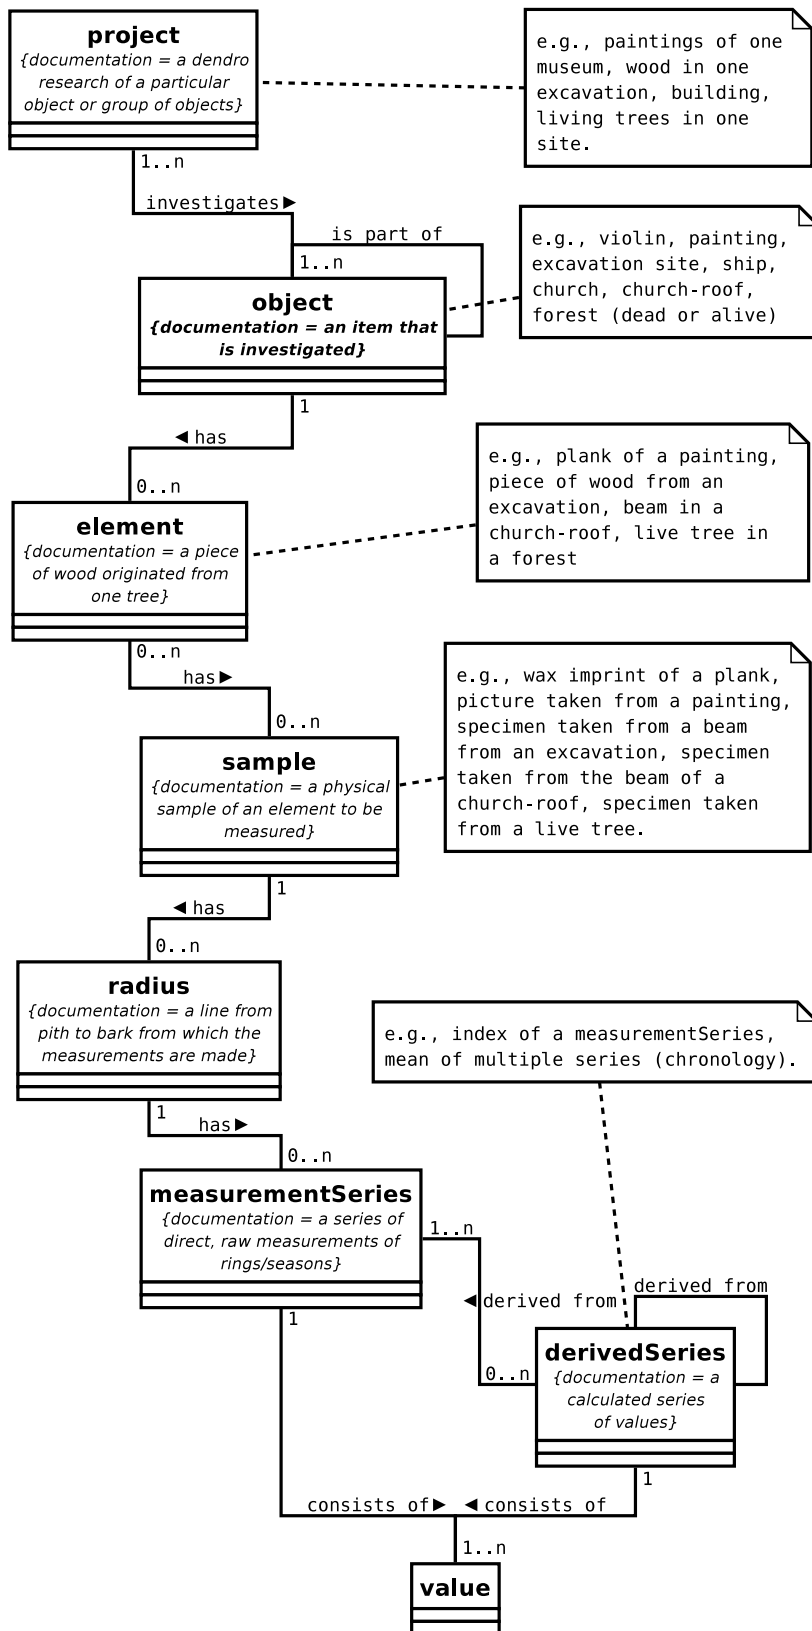 project
{documentation = a dendro
research of a particular
object or group of objects}
e.g., paintings of one
museum, wood in one
excavation, building,
living trees in one
site.
1..n
investigates►
is part of
1..n
object
{documentation = an item that
is investigated}
e.g., violin, painting,
excavation site, ship,
church, church-roof,
forest (dead or alive)
1
◄has
0..n
element
{documentation = a piece
of wood originated from
one tree}
e.g., plank of a painting,
piece of wood from an
excavation, beam in a
church-roof, live tree in
a forest
0..n
has►
0..n
sample
{documentation = a physical
sample of an element to be
measured}
e.g., wax imprint of a plank,
picture taken from a painting,
specimen taken from a beam
from an excavation, specimen
taken from the beam of a
church-roof, specimen taken
from a live tree.
1
◄has
0..n
radius
{documentation = a line from
pith to bark from which the
measurements are made}
e.g., index of a measurementSeries,
mean of multiple series (chronology).
1
has►
0..n
measurementSeries
{documentation = a series of
direct, raw measurements of
rings/seasons}
1..n
◄derived from
derived from
0..n
derivedSeries
{documentation = a
calculated series
of values}
1
1
consists of►
◄consists of
1..n
value